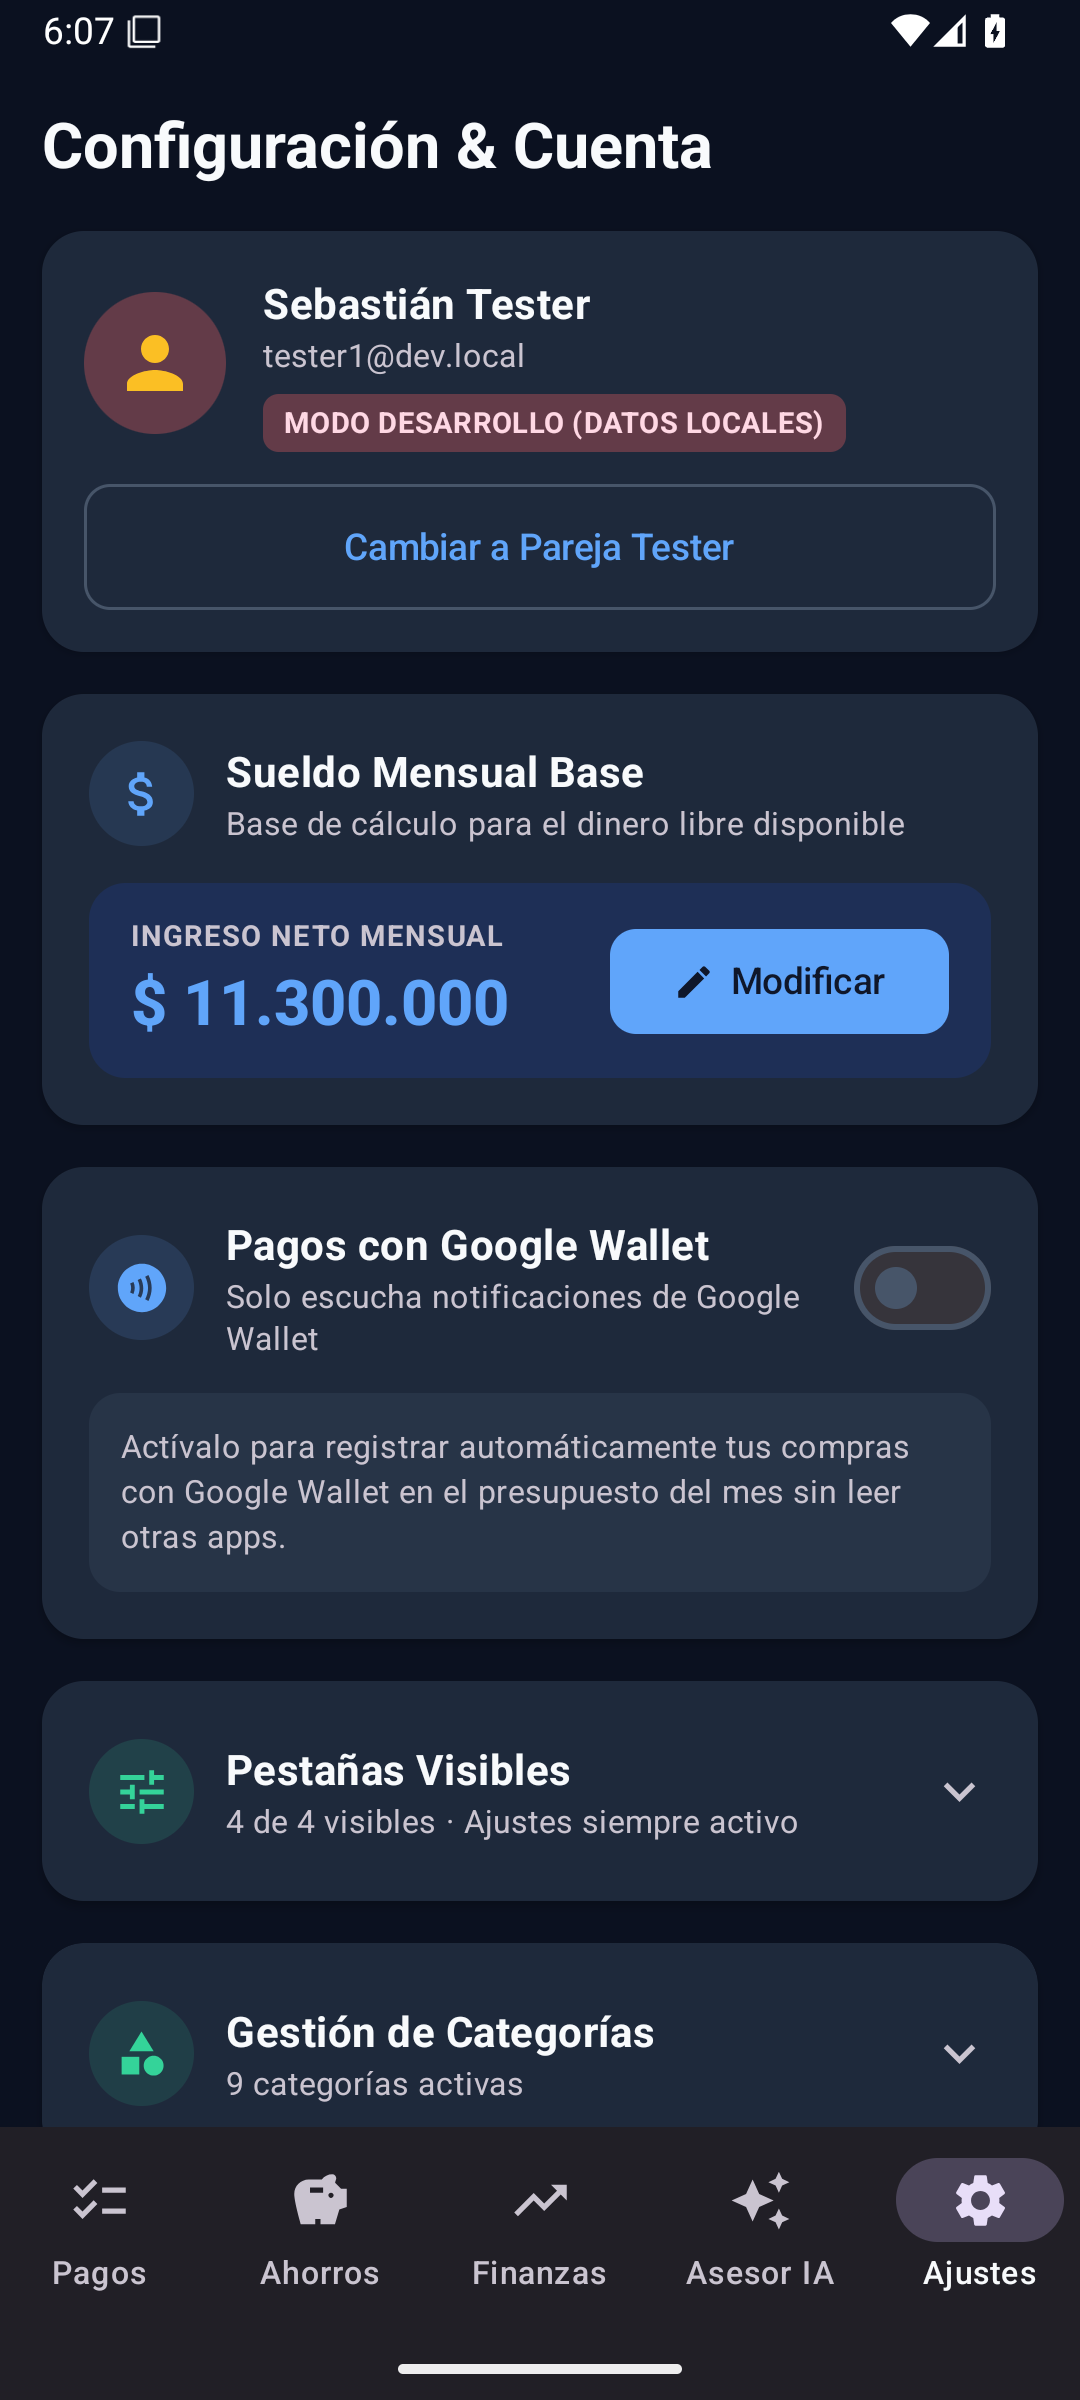 6:07
Configuración & Cuenta
Sebastián Tester
tester1@dev.local
MODO DESARROLLO (DATOS LOCALES)
Cambiar a Pareja Tester
Sueldo Mensual Base
Base de cálculo para el dinero libre disponible
INGRESO NETO MENSUAL
$ 11.300.000
Modificar
Pagos con Google Wallet
Solo escucha notificaciones de Google
Wallet
Actívalo para registrar automáticamente tus compras
con Google Wallet en el presupuesto del mes sin leer
otras apps.
Pestañas Visibles
4 de 4 visibles · Ajustes siempre activo
Gestión de Categorías
9 categorías activas
Pagos
Ahorros
Finanzas
Asesor IA
Ajustes